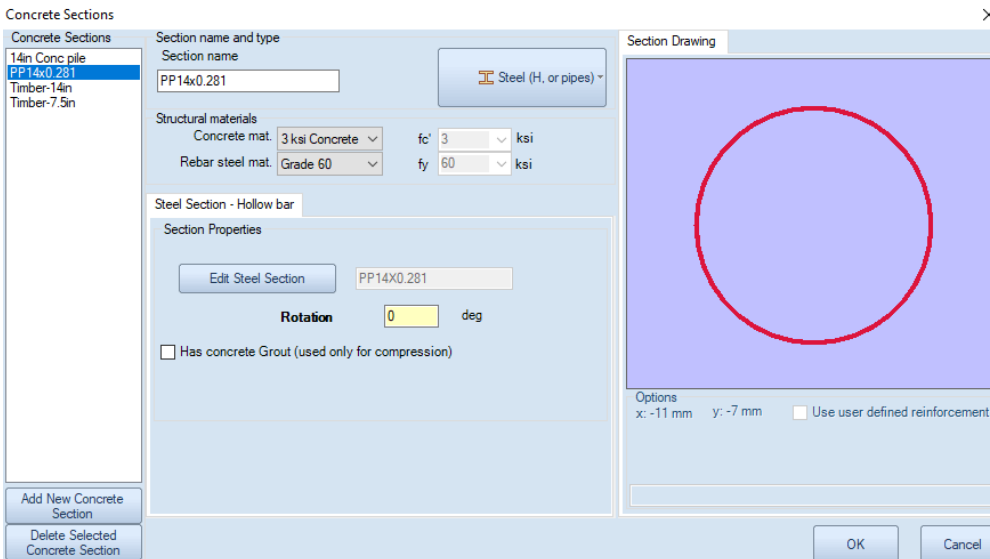 Concrete Sections
Concrete Sections
14in Conc pile
PP14x0.281
Timber-14in
Timber-7.5in
Add New Concrete
Section
Delete Selected
Concrete Section
Section name and type
Section name
PP14x0.281
Steel (H, or pipes)
Structural materials
Concrete mat. 3 ksi Concrete fc' 3 ksi
Rebar steel mat. Grade 60 fy 60 ksi
Steel Section - Hollow bar
Section Properties
Edit Steel Section PP14X0.281
Rotation 0 deg
Has concrete Grout (used only for compression)
Section Drawing
Options
x: -11 mm y: -7 mm Use user defined reinforcement
OK Cancel